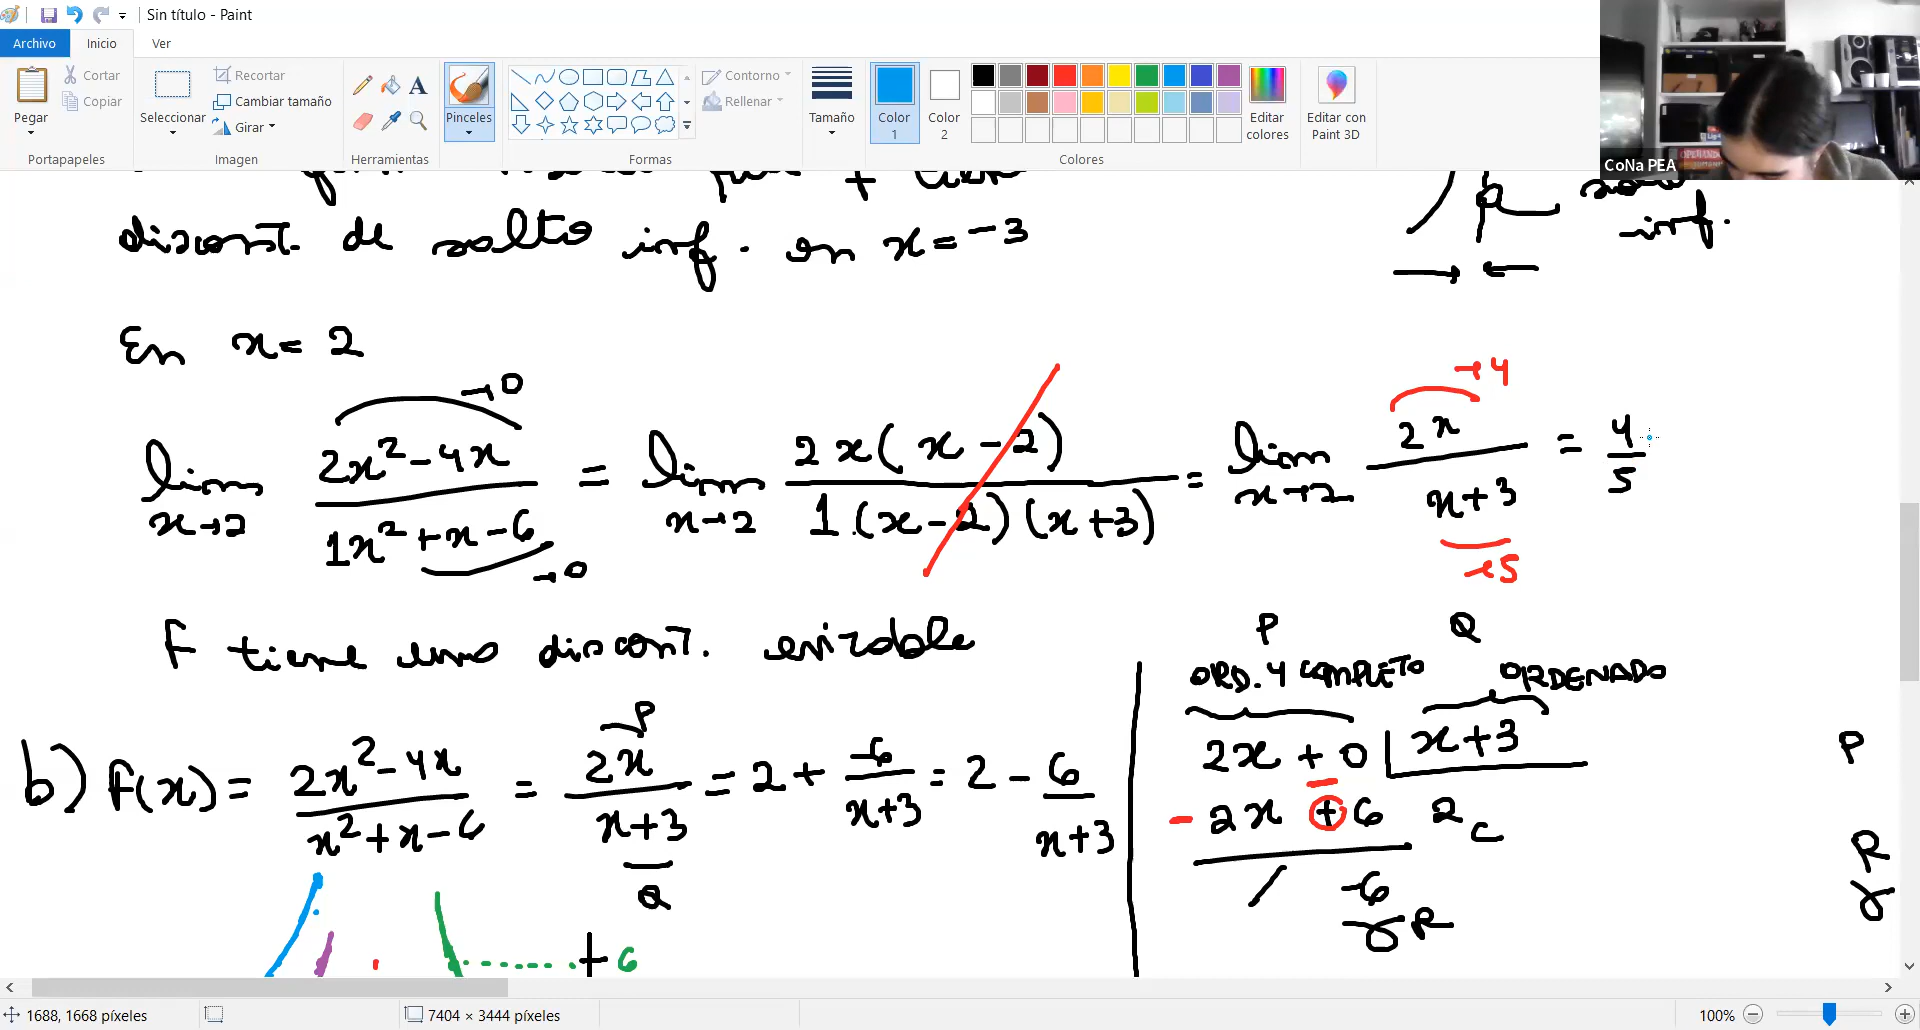 Sin título - Paint
Archivo Inicio Ver
Pegar Cortar Copiar Portapapeles
Seleccionar Recortar Cambiar tamaño Girar Imagen
Herramientas
Pinceles
Contorno Rellenar Formas
Tamaño
Color 1 Color 2 Editar colores Colores
Editar con Paint 3D
CoNa PEA
discont. de salto inf. en x = -3
inf.
En x = 2
lim x→2 (2x² - 4x →0)/(1x² + x - 6 →0) = lim x→2 2x(x - 2)/1.(x - 2)(x + 3) = lim x→2 (2x →4)/(x + 3 →5) = 4/5
F tiene una discont. evitable
b) F(x) = (2x² - 4x)/(x² + x - 6) = 2x/(x + 3) = 2 + -6/(x + 3) = 2 - 6/(x + 3)
P
Q
P Q
ORD. Y COMPLETO ORDENADO
2x + 0 | x + 3
- 2x + 6 2 C
/ -6
R
P
R
6
1688, 1668 píxeles 7404 × 3444 píxeles 100%